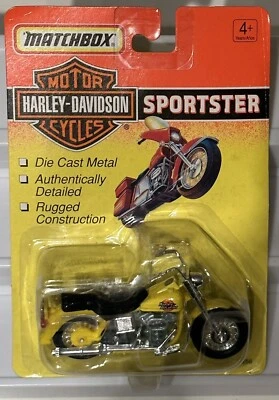 MATCHBOX
4+
MOTOR
HARLEY-DAVIDSON
CYCLES
SPORTSTER
Die Cast Metal
Authentically
Detailed
Rugged
Construction